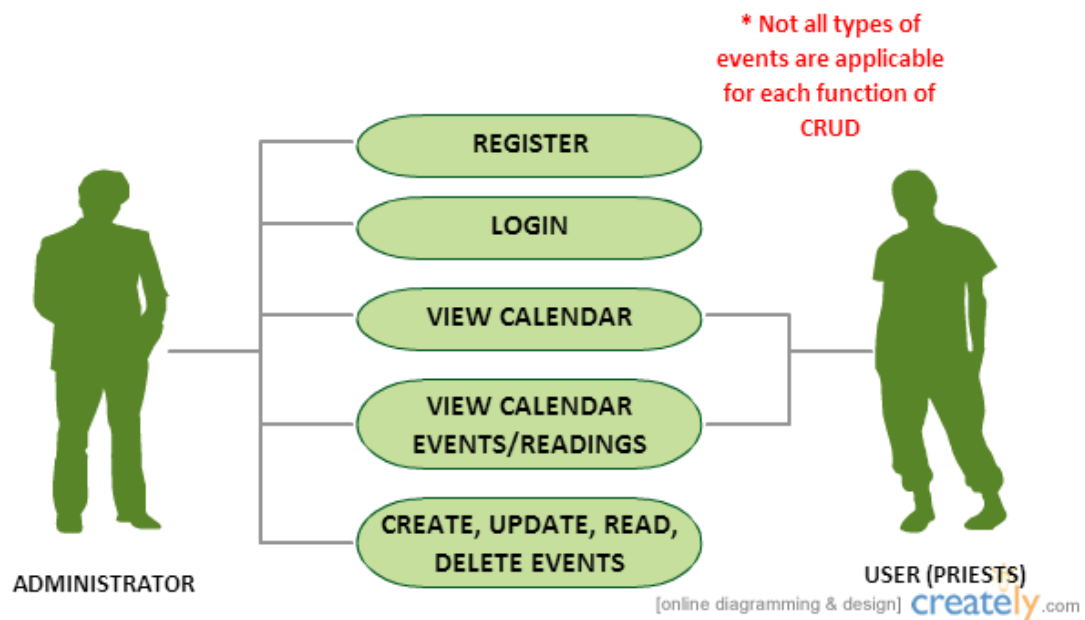 * Not all types of
events are applicable
for each function of
CRUD
REGISTER
LOGIN
VIEW CALENDAR
VIEW CALENDAR
EVENTS/READINGS
CREATE, UPDATE, READ,
DELETE EVENTS
ADMINISTRATOR
USER (PRIESTS)
[online diagramming & design] creately.com